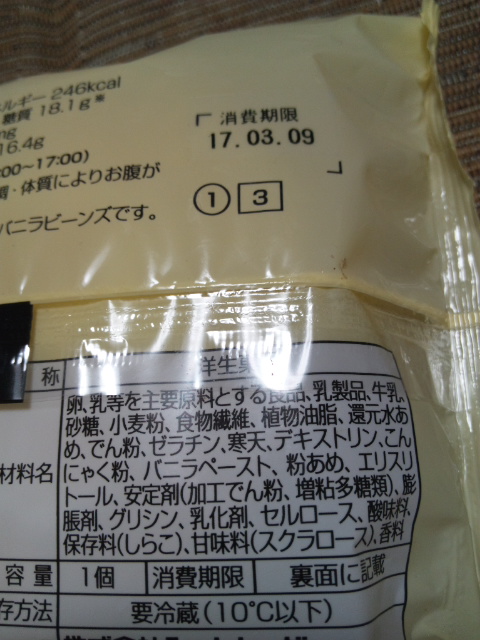 ルギー 246kcal
糖質 18.1g※
mg
16.4g
00~17:00)
質・体質によりお腹が
バニラビーンズです。
消費期限
17.03.09
① 3
称 洋生菓
卵、乳等を主要原料とする食品、乳製品、牛乳、
砂糖、小麦粉、食物繊維、植物油脂、還元水あ
め、でん粉、ゼラチン、寒天、デキストリン、こん
材料名 にゃく粉、バニラペースト、粉あめ、エリスリ
トール、安定剤(加工でん粉、増粘多糖類)、膨
脹剤、グリシン、乳化剤、セルロース、酸味料、
保存料(しらこ)、甘味料(スクラロース)、香料
容量 1個 消費期限 裏面に記載
存方法 要冷蔵(10℃以下)